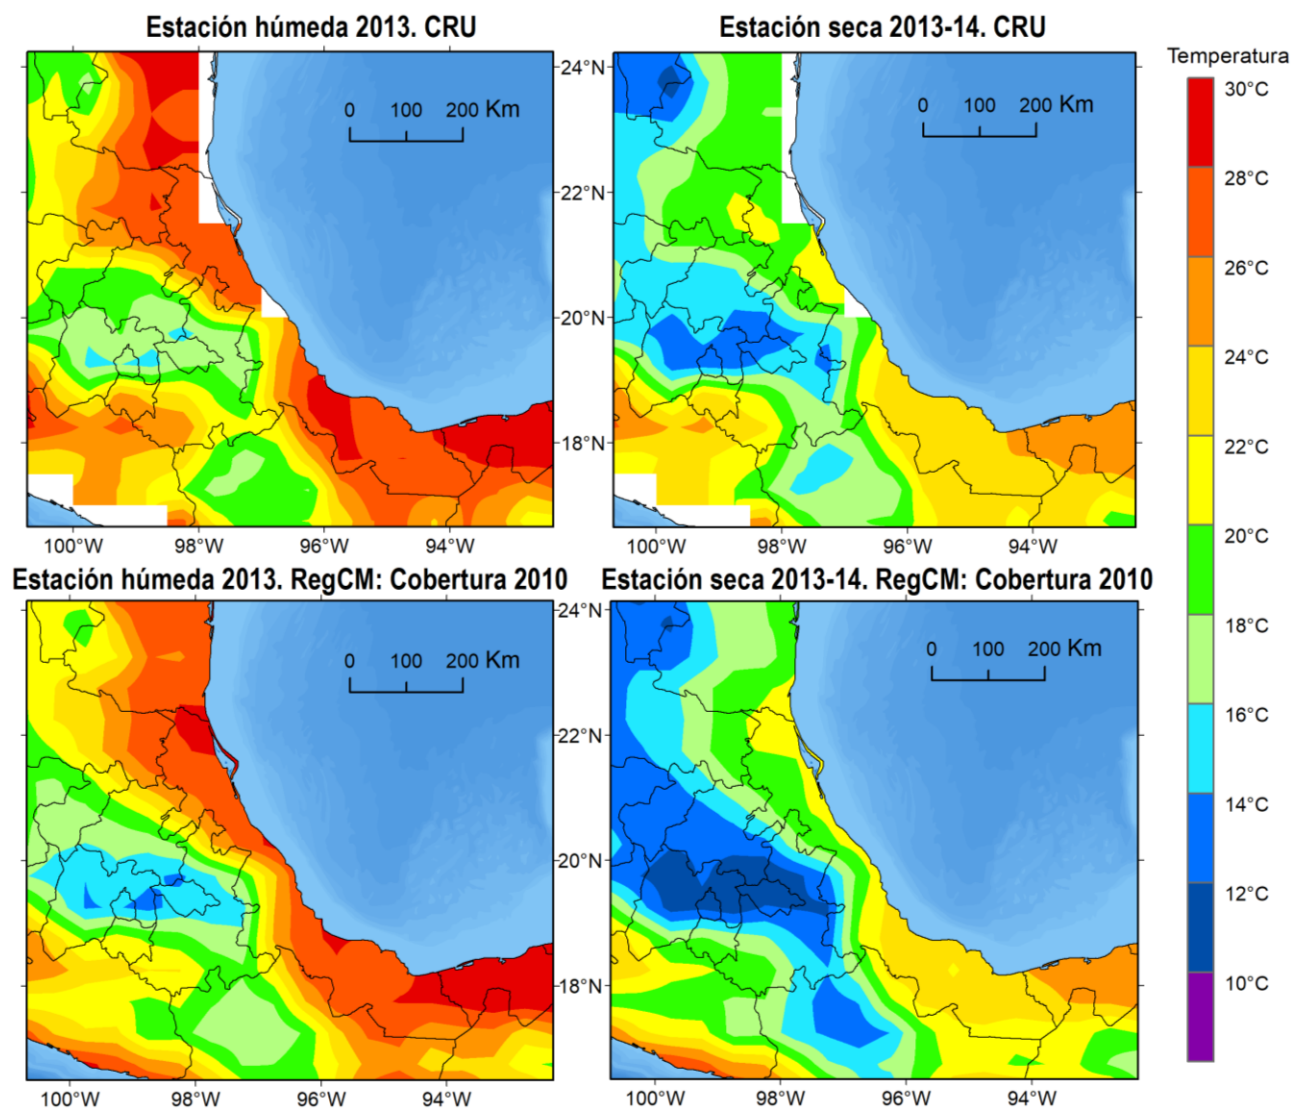 Estación húmeda 2013. CRU
Estación seca 2013-14. CRU
Temperatura
0 100 200 Km
0 100 200 Km
24°N
22°N
20°N
18°N
100°W 98°W 96°W 94°W
100°W 98°W 96°W 94°W
30°C
28°C
26°C
24°C
22°C
20°C
18°C
16°C
14°C
12°C
10°C
Estación húmeda 2013. RegCM: Cobertura 2010
Estación seca 2013-14. RegCM: Cobertura 2010
0 100 200 Km
0 100 200 Km
24°N
22°N
20°N
18°N
100°W 98°W 96°W 94°W
100°W 98°W 96°W 94°W